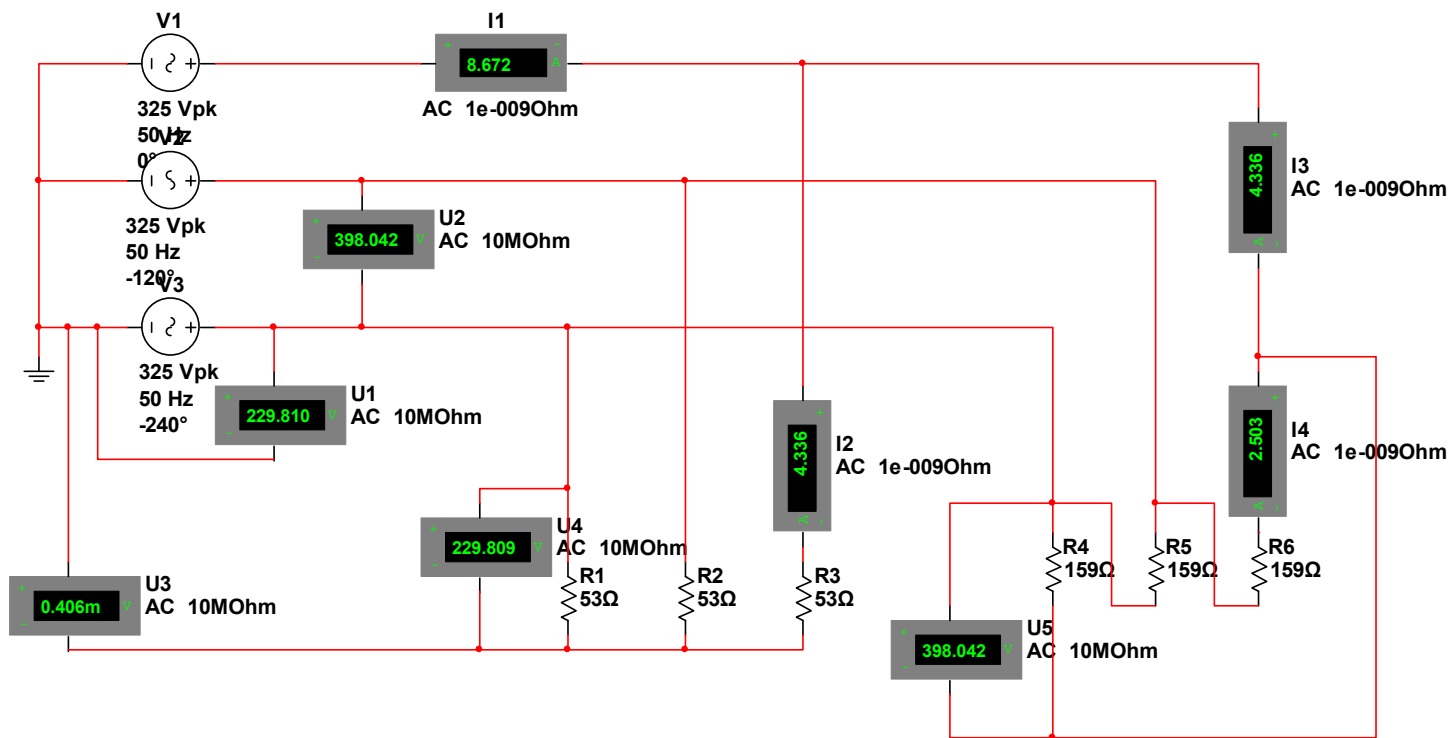 V1
325 Vpk
50 Hz
0°
I1
8.672
A
AC 1e-009Ohm
V2
325 Vpk
50 Hz
-120°
U2
398.042
V
AC 10MOhm
I3
4.336
A
AC 1e-009Ohm
V3
325 Vpk
50 Hz
-240°
U1
229.810
V
AC 10MOhm
I2
4.336
A
AC 1e-009Ohm
I4
2.503
A
AC 1e-009Ohm
U4
229.809
V
AC 10MOhm
U3
0.406m
V
AC 10MOhm
R1
53Ω
R2
53Ω
R3
53Ω
R4
159Ω
R5
159Ω
R6
159Ω
U5
398.042
V
AC 10MOhm